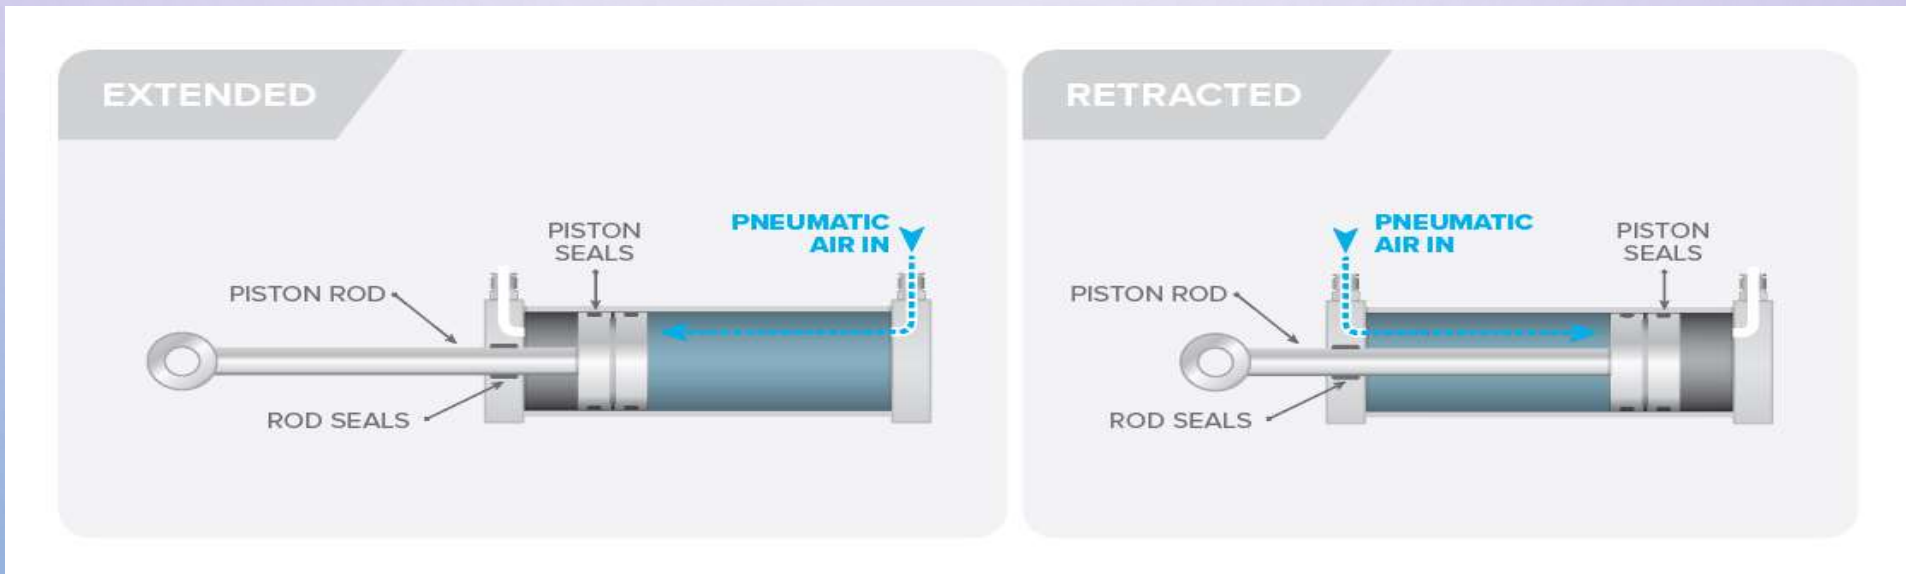 EXTENDED
PISTON
SEALS
PNEUMATIC
AIR IN
PISTON ROD
ROD SEALS
RETRACTED
PNEUMATIC
AIR IN
PISTON
SEALS
PISTON ROD
ROD SEALS